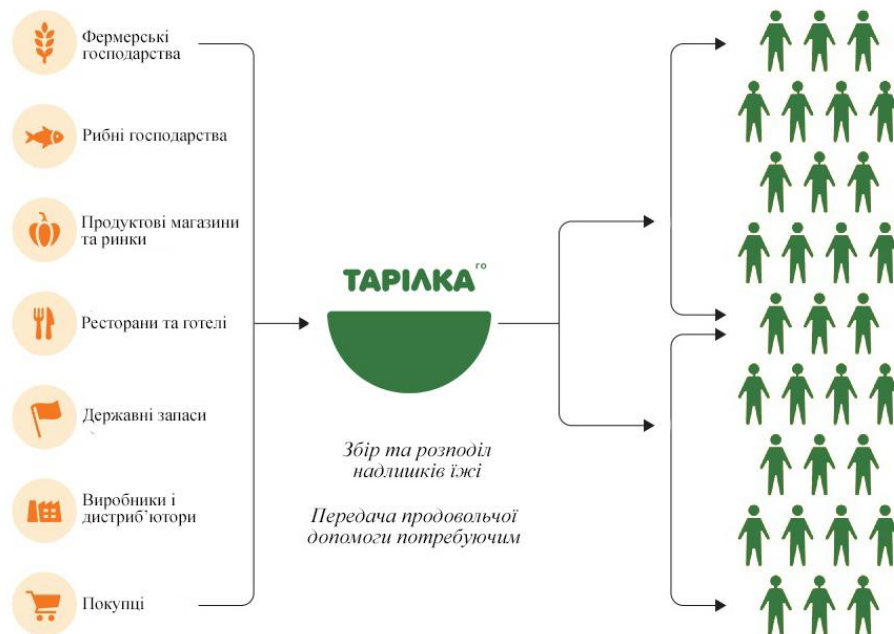 Фермерські
господарства
Рибні господарства
Продуктові магазини
та ринки
Ресторани та готелі
Державні запаси
Виробники і
дистриб’ютори
Покупці
ТАРІЛКА ГО
Збір та розподіл
надлишків їжі
Передача продовольчої
допомоги потребуючим